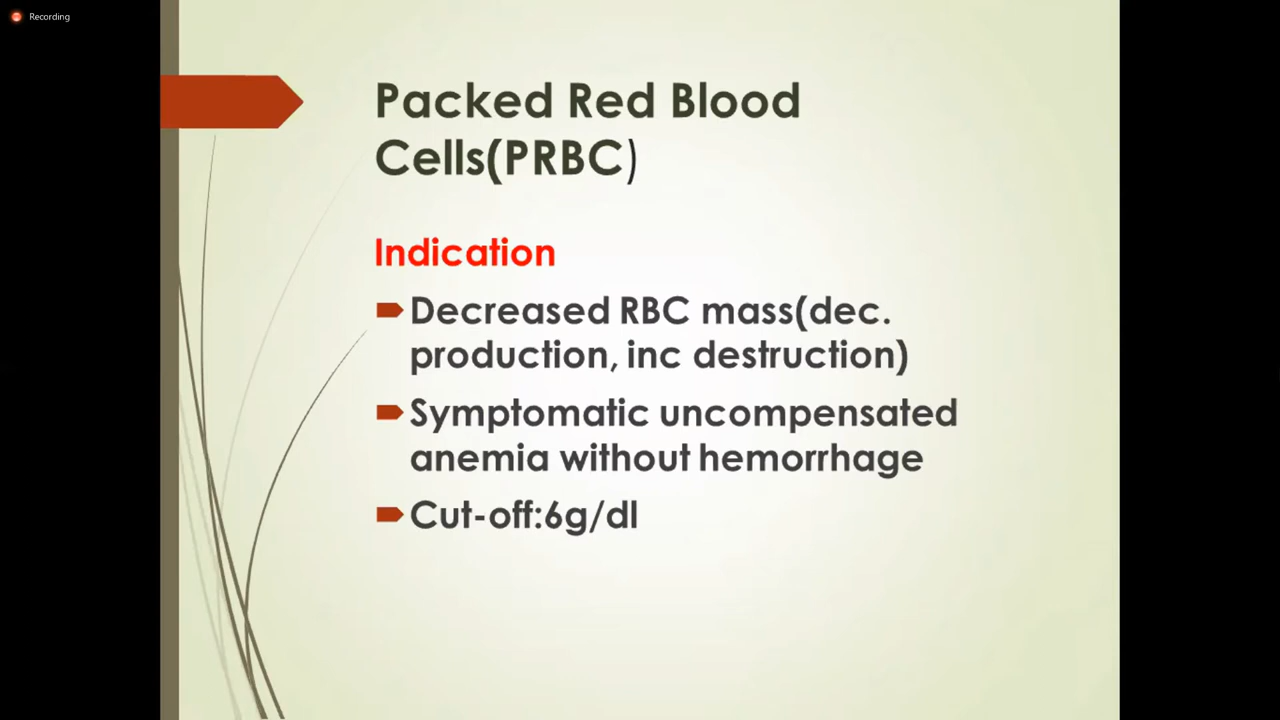 Recording
Packed Red Blood
Cells(PRBC)
Indication
Decreased RBC mass(dec.
production, inc destruction)
Symptomatic uncompensated
anemia without hemorrhage
Cut-off:6g/dl